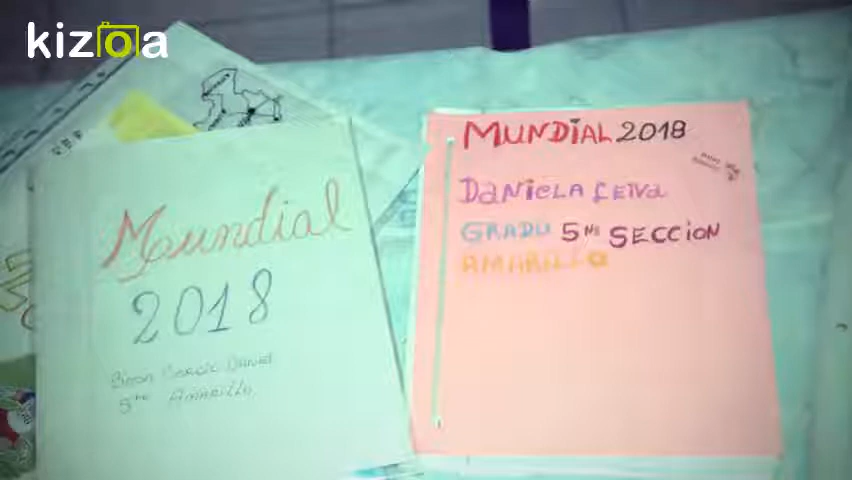 kizoa
Mundial
2018
5to AMARILLO
MUNDIAL 2018
DANIELA LEIVA
GRADO 5to SECCION
AMARILLO